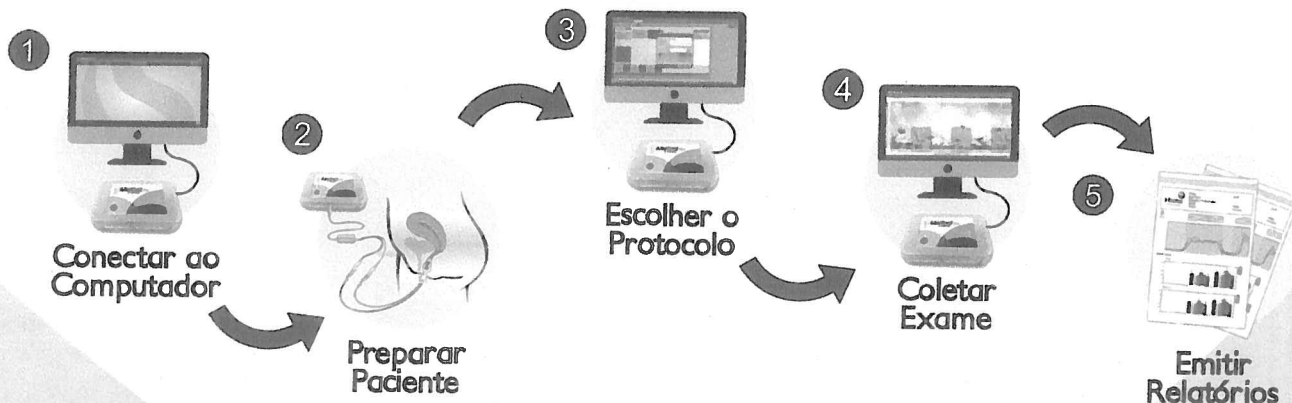 1
Conectar ao
Computador
2
Preparar
Paciente
3
Escolher o
Protocolo
4
Coletar
Exame
5
Emitir
Relatórios